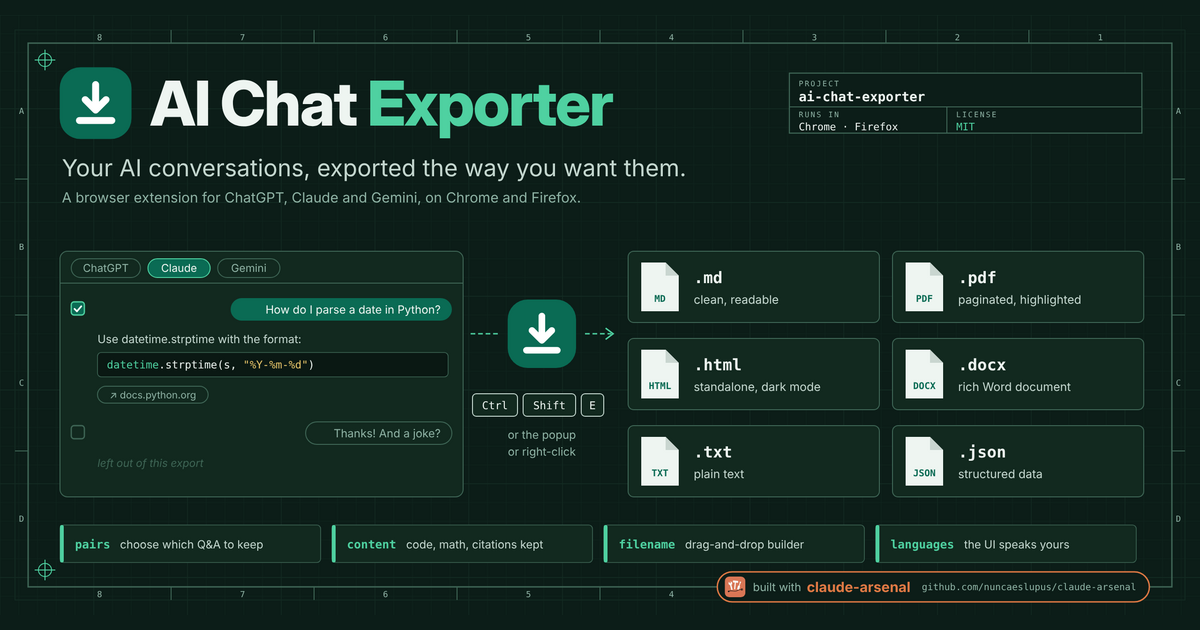 8 7 6 5 4 3 2 1
A A
AI Chat Exporter
PROJECT
ai-chat-exporter
RUNS IN
Chrome · Firefox
LICENSE
MIT
Your AI conversations, exported the way you want them.
A browser extension for ChatGPT, Claude and Gemini, on Chrome and Firefox.
B B
ChatGPT Claude Gemini
How do I parse a date in Python?
Use datetime.strptime with the format:
datetime.strptime(s, "%Y-%m-%d")
↗ docs.python.org
Thanks! And a joke?
left out of this export
Ctrl Shift E
or the popup
or right-click
MD
.md
clean, readable
PDF
.pdf
paginated, highlighted
C C
HTML
.html
standalone, dark mode
DOCX
.docx
rich Word document
TXT
.txt
plain text
JSON
.json
structured data
D D
pairs choose which Q&A to keep
content code, math, citations kept
filename drag-and-drop builder
languages the UI speaks yours
8 7 6 5 4
built with claude-arsenal github.com/nuncaeslupus/claude-arsenal